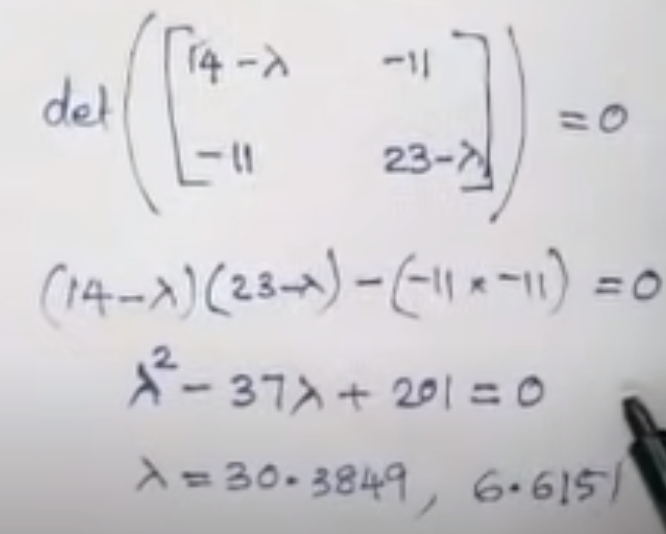 det([14-λ -11
-11 23-λ]) = 0
(14-λ)(23-λ) - (-11 × -11) = 0
λ² - 37λ + 201 = 0
λ = 30.3849, 6.6151